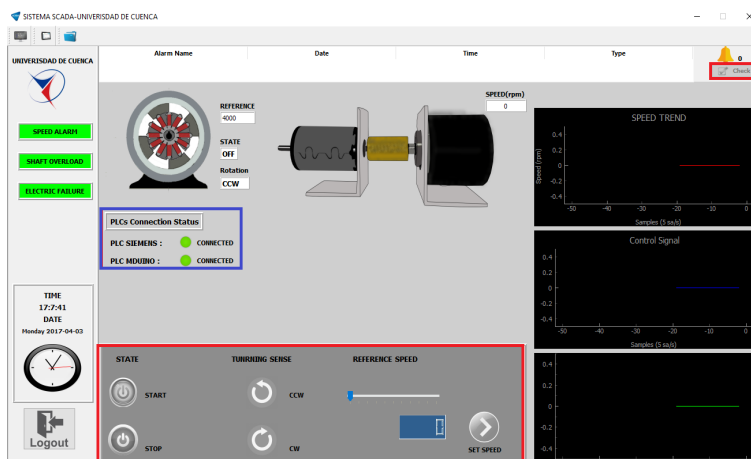 SISTEMA SCADA-UNIVERISDAD DE CUENCA
Alarm Name Date Time Type
0
Check
UNIVERISDAD DE CUENCA
SPEED ALARM
SHAFT OVERLOAD
ELECTRIC FAILURE
REFERENCE
4000
STATE
OFF
Rotation
CCW
SPEED(rpm)
0
PLCs Connection Status
PLC SIEMENS : CONNECTED
PLC MDUINO : CONNECTED
SPEED TREND
Speed (rpm)
0.4
0.2
0
-0.2
-0.4
-50 -40 -30 -20 -10 0
Samples (5 sa/s)
Control Signal
0.4
0.2
0
-0.2
-0.4
-50 -40 -30 -20 -10 0
Samples (5 sa/s)
0.4
0.2
0
-0.2
-0.4
TIME
17:7:41
DATE
Monday 2017-04-03
Logout
STATE TUNRNING SENSE REFERENCE SPEED
START CCW
STOP CW
0
SET SPEED